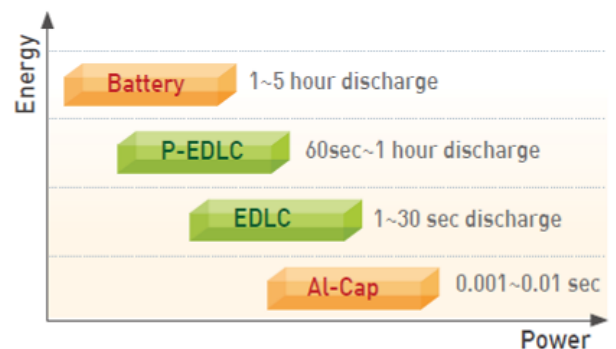 Energy
Battery 1~5 hour discharge
P-EDLC 60sec~1 hour discharge
EDLC 1~30 sec discharge
Al-Cap 0.001~0.01 sec
Power